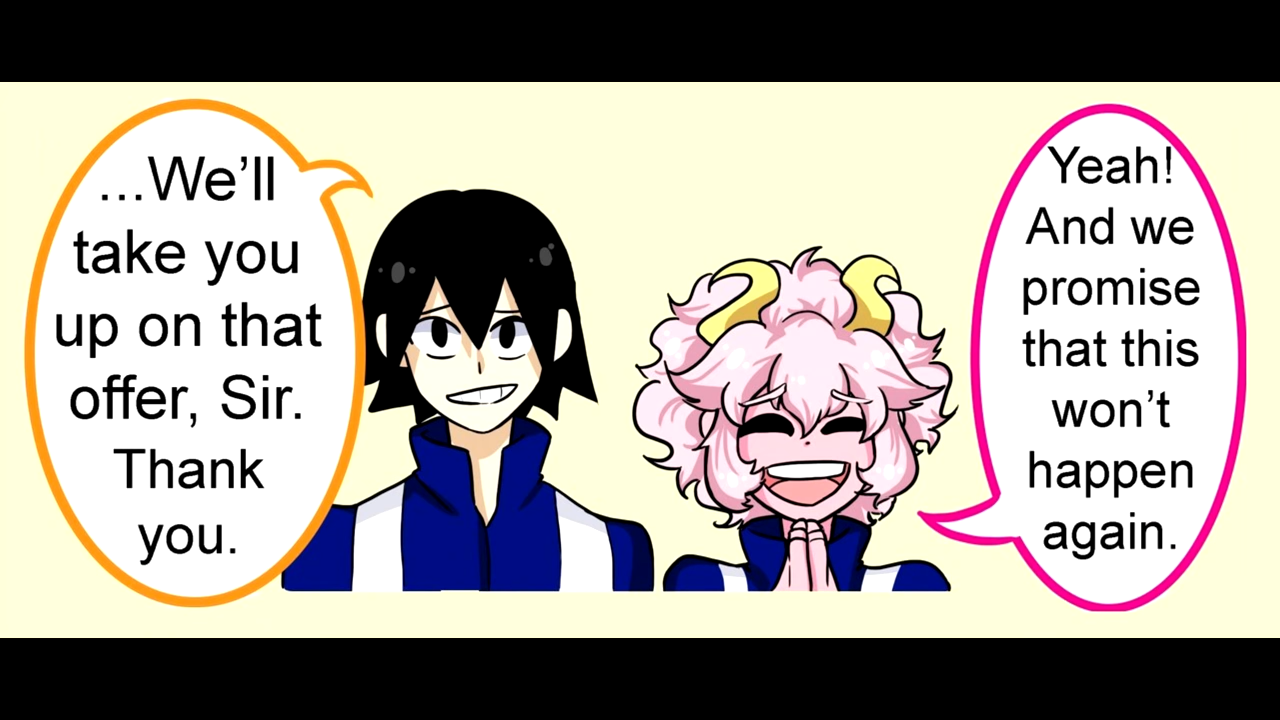 ...We’ll
take you
up on that
offer, Sir.
Thank
you.
Yeah!
And we
promise
that this
won’t
happen
again.